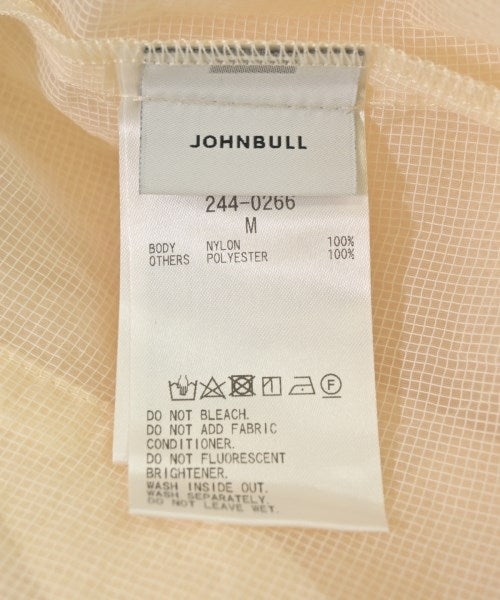 JOHNBULL
244-0266
M
BODY NYLON 100%
OTHERS POLYESTER 100%
DO NOT BLEACH.
DO NOT ADD FABRIC
CONDITIONER.
DO NOT FLUORESCENT
BRIGHTENER.
WASH INSIDE OUT.
WASH SEPARATELY.
DO NOT LEAVE WET.